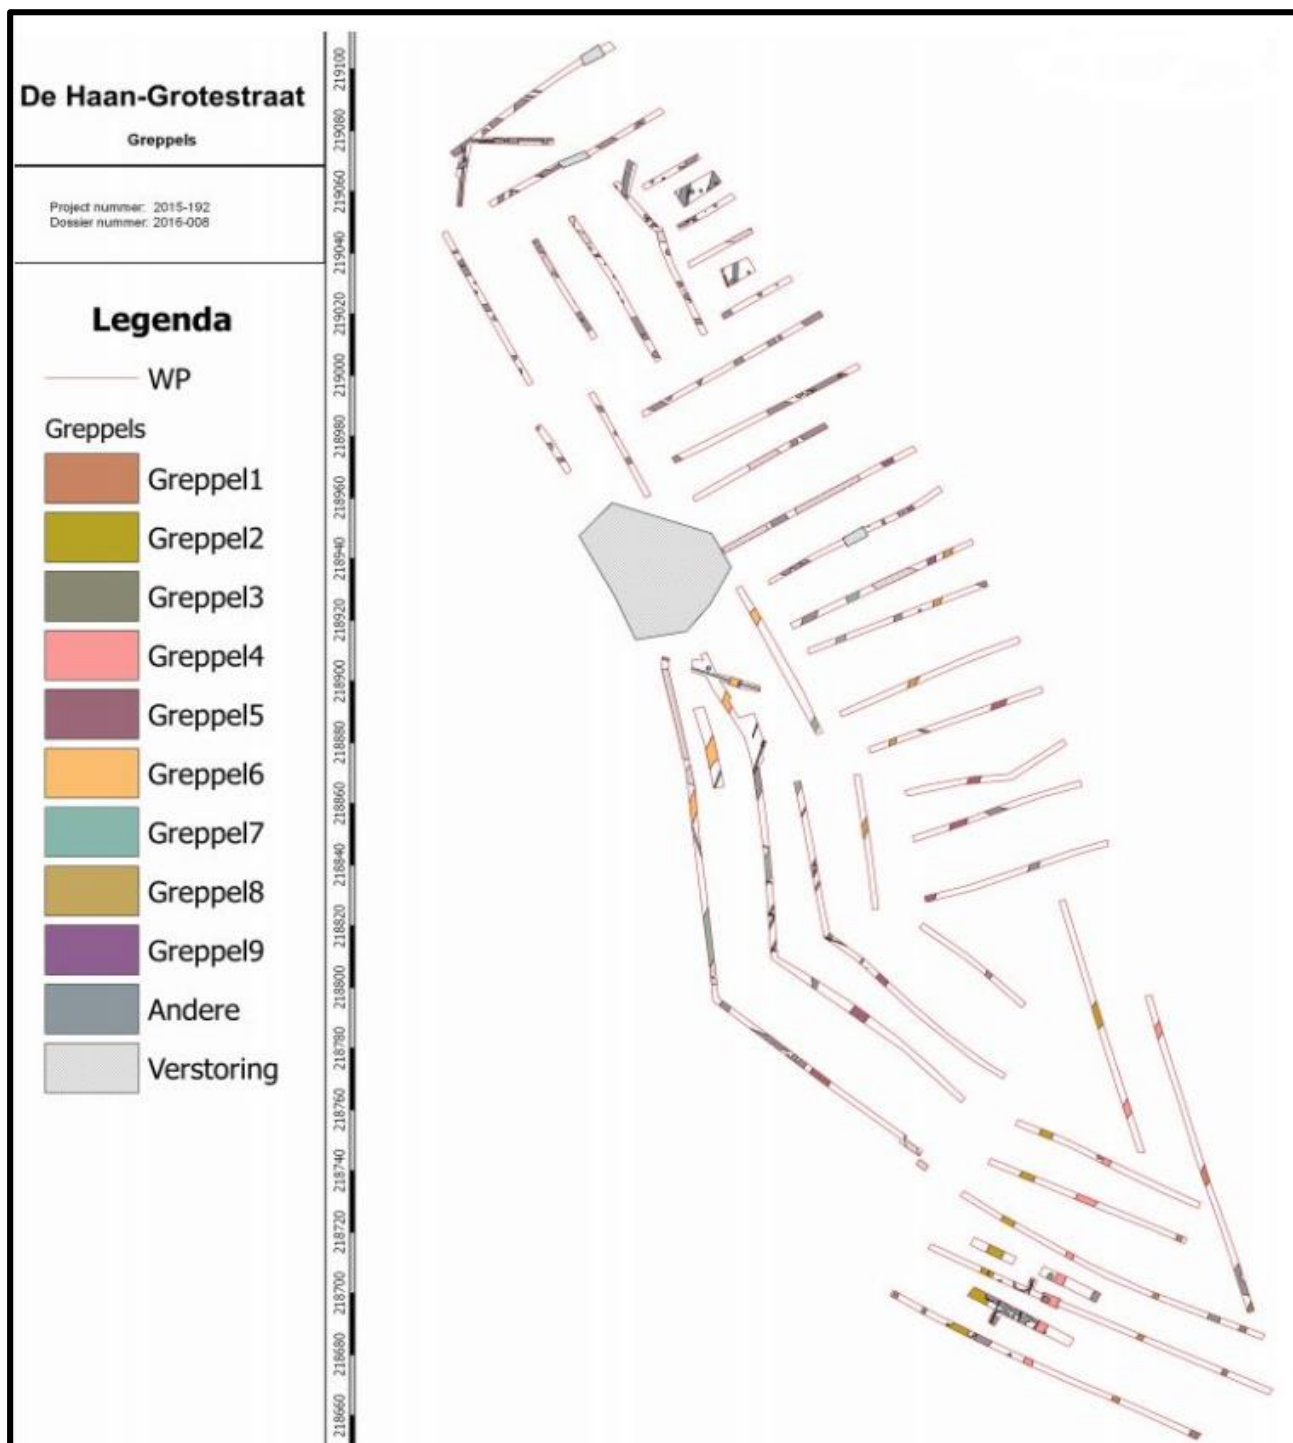 De Haan-Grotestraat
Greppels
Project nummer: 2015-192
Dossier nummer: 2016-008
Legenda
WP
Greppels
Greppel1
Greppel2
Greppel3
Greppel4
Greppel5
Greppel6
Greppel7
Greppel8
Greppel9
Andere
Verstoring
219100
219080
219060
219040
219020
219000
218980
218960
218940
218920
218900
218880
218860
218840
218820
218800
218780
218760
218740
218720
218700
218680
218660